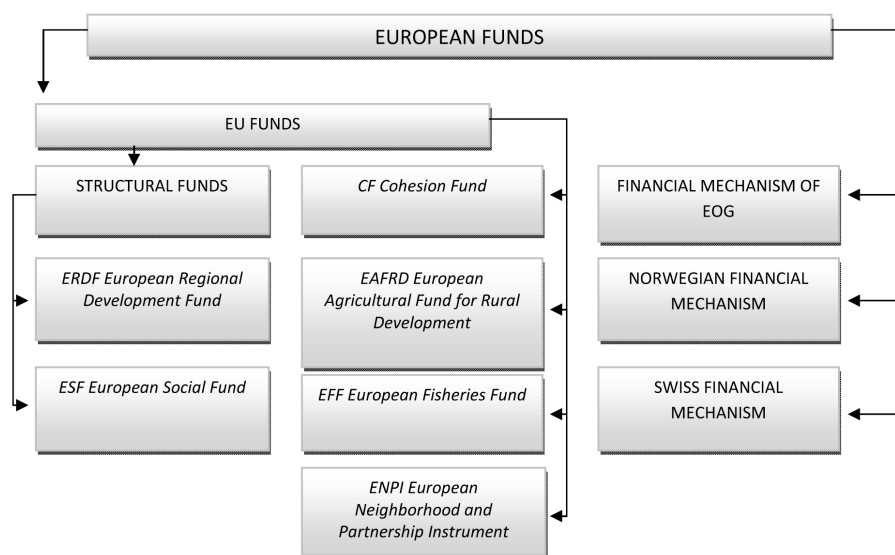 EUROPEAN FUNDS
EU FUNDS
STRUCTURAL FUNDS
ERDF European Regional
Development Fund
ESF European Social Fund
CF Cohesion Fund
EAFRD European
Agricultural Fund for Rural
Development
EFF European Fisheries Fund
ENPI European
Neighborhood and
Partnership Instrument
FINANCIAL MECHANISM OF
EOG
NORWEGIAN FINANCIAL
MECHANISM
SWISS FINANCIAL
MECHANISM